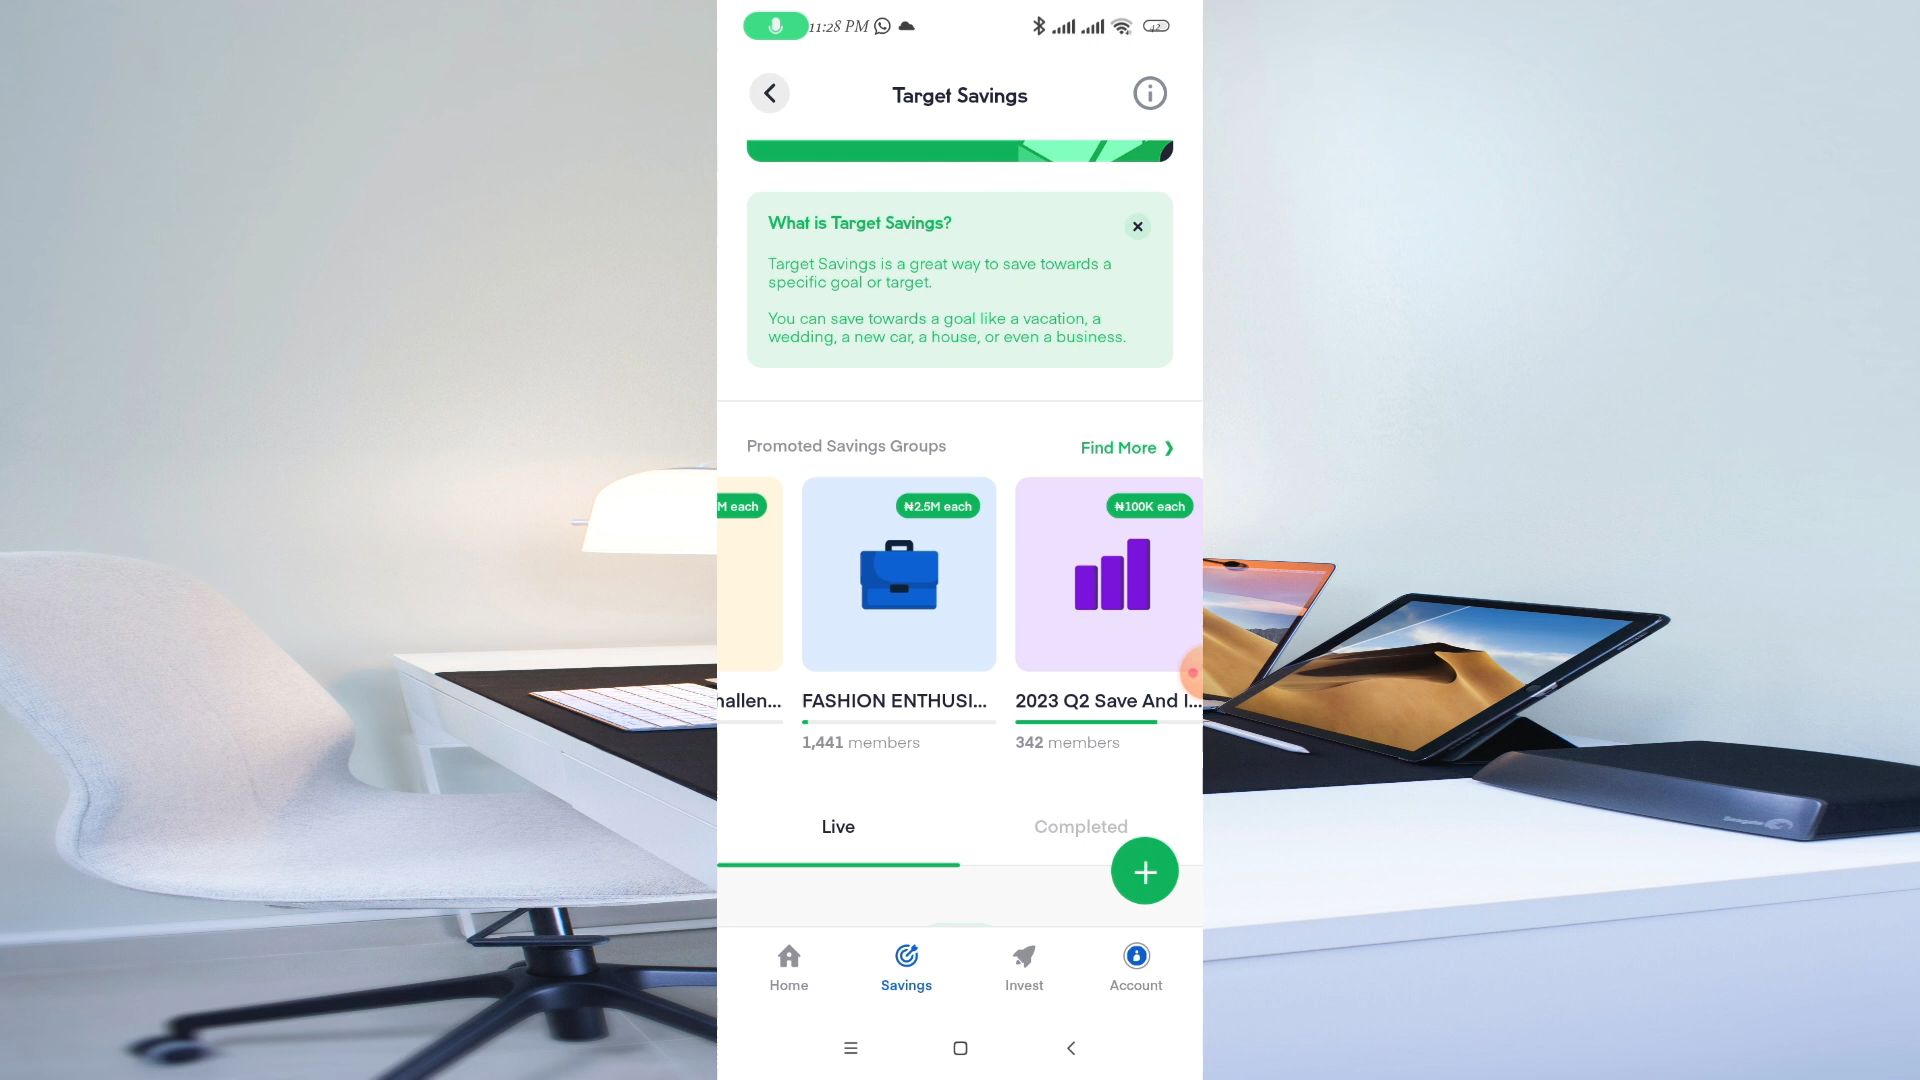 11:28 PM
42
Target Savings
What is Target Savings?
Target Savings is a great way to save towards a
specific goal or target.
You can save towards a goal like a vacation, a
wedding, a new car, a house, or even a business.
Promoted Savings Groups
Find More
M each
₦2.5M each
₦100K each
hallen...
FASHION ENTHUSI...
2023 Q2 Save And I...
1,441 members
342 members
Live
Completed
Home
Savings
Invest
Account